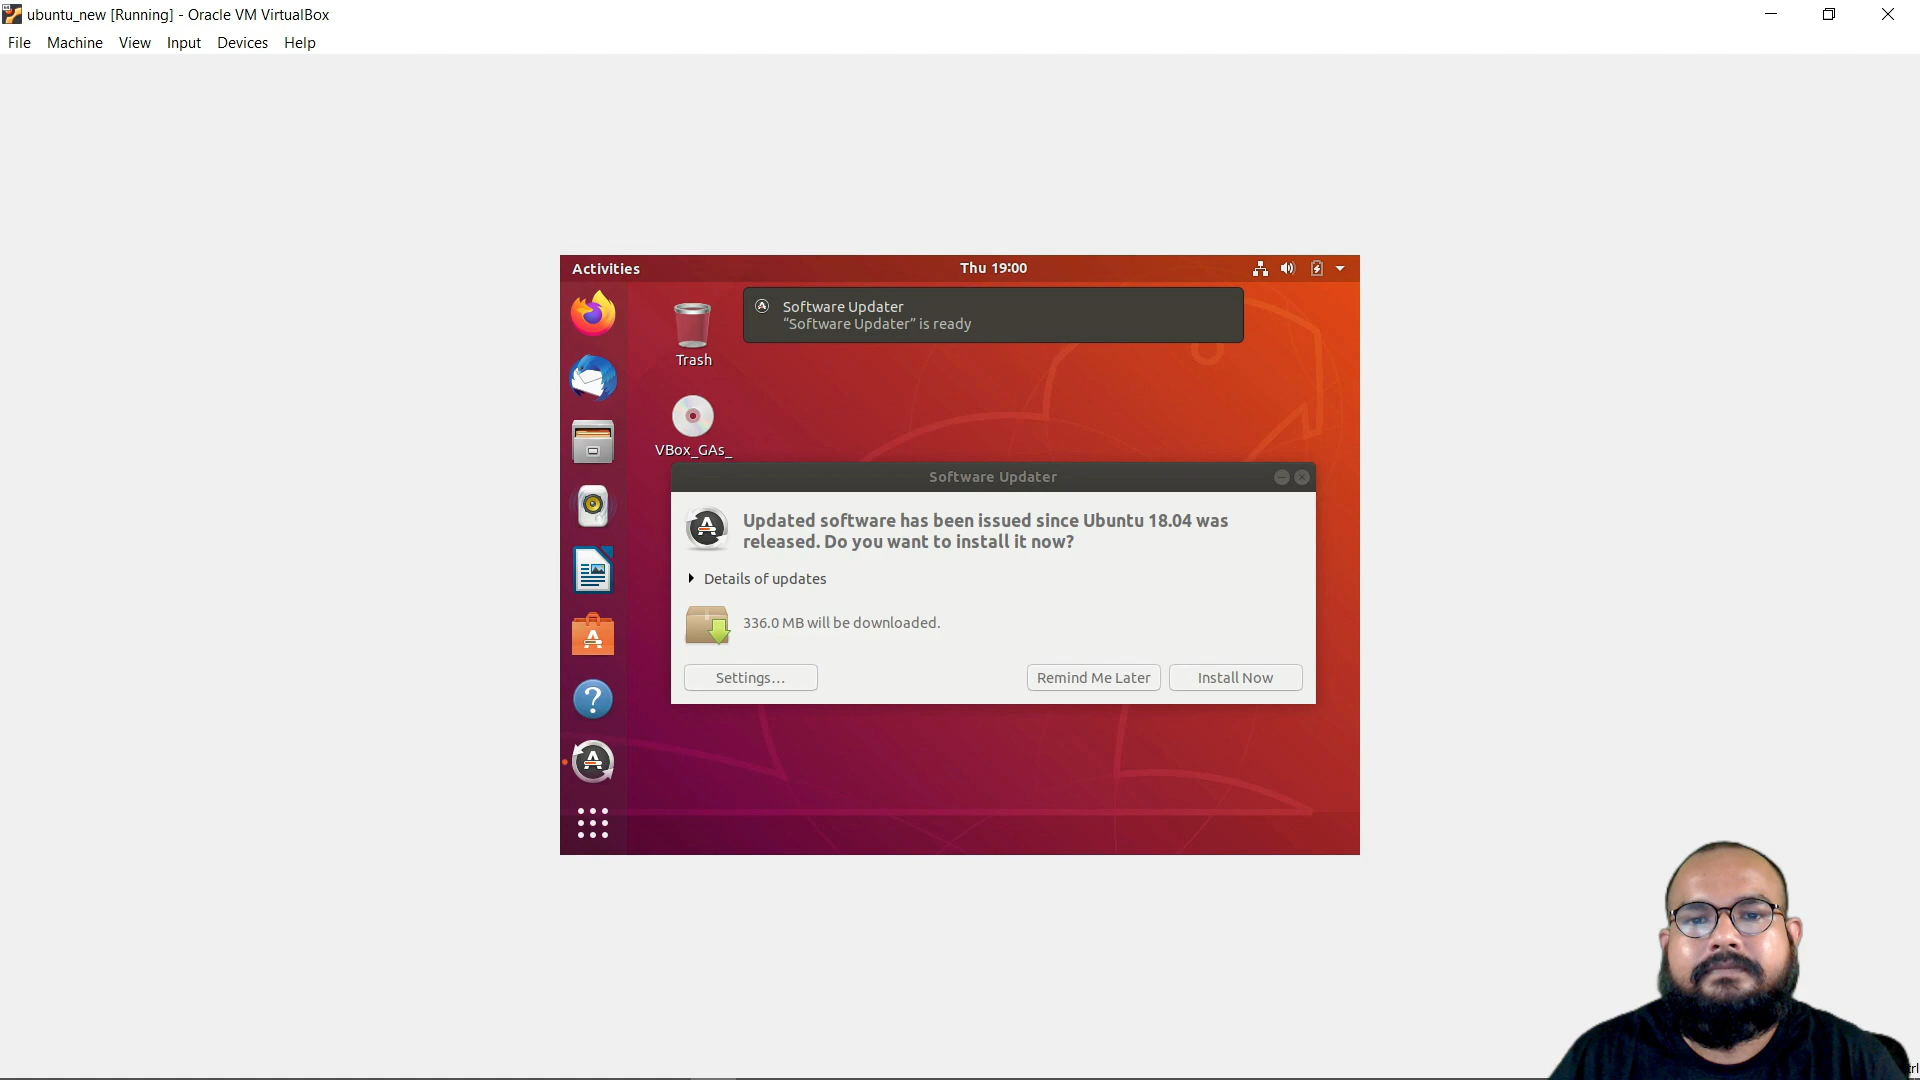 ubuntu_new [Running] - Oracle VM VirtualBox
File Machine View Input Devices Help
Activities
Thu 19:00
Software Updater
“Software Updater” is ready
Trash
VBox_GAs_
Software Updater
Updated software has been issued since Ubuntu 18.04 was
released. Do you want to install it now?
Details of updates
336.0 MB will be downloaded.
Settings...
Remind Me Later
Install Now